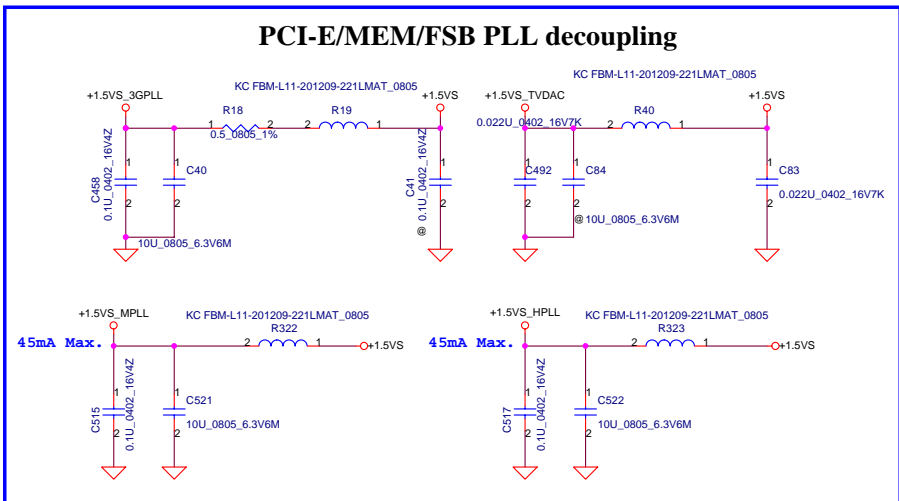 PCI-E/MEM/FSB PLL decoupling
KC FBM-L11-201209-221LMAT_0805
+1.5VS_3GPLL
R18
R19
+1.5VS
1
2
2
1
0.5_0805_1%
C458
0.1U_0402_16V4Z
1
2
C40
1
2
10U_0805_6.3V6M
C41
0.1U_0402_16V4Z
1
2
@
KC FBM-L11-201209-221LMAT_0805
+1.5VS_TVDAC
R40
+1.5VS
0.022U_0402_16V7K
2
1
1
C492
2
1
C84
2
@
10U_0805_6.3V6M
1
C83
2
0.022U_0402_16V7K
+1.5VS_MPLL
KC FBM-L11-201209-221LMAT_0805
R322
45mA Max.
2
1
+1.5VS
C515
0.1U_0402_16V4Z
1
2
1
C521
2
10U_0805_6.3V6M
+1.5VS_HPLL
KC FBM-L11-201209-221LMAT_0805
R323
45mA Max.
2
1
+1.5VS
C517
0.1U_0402_16V4Z
1
2
1
C522
2
10U_0805_6.3V6M